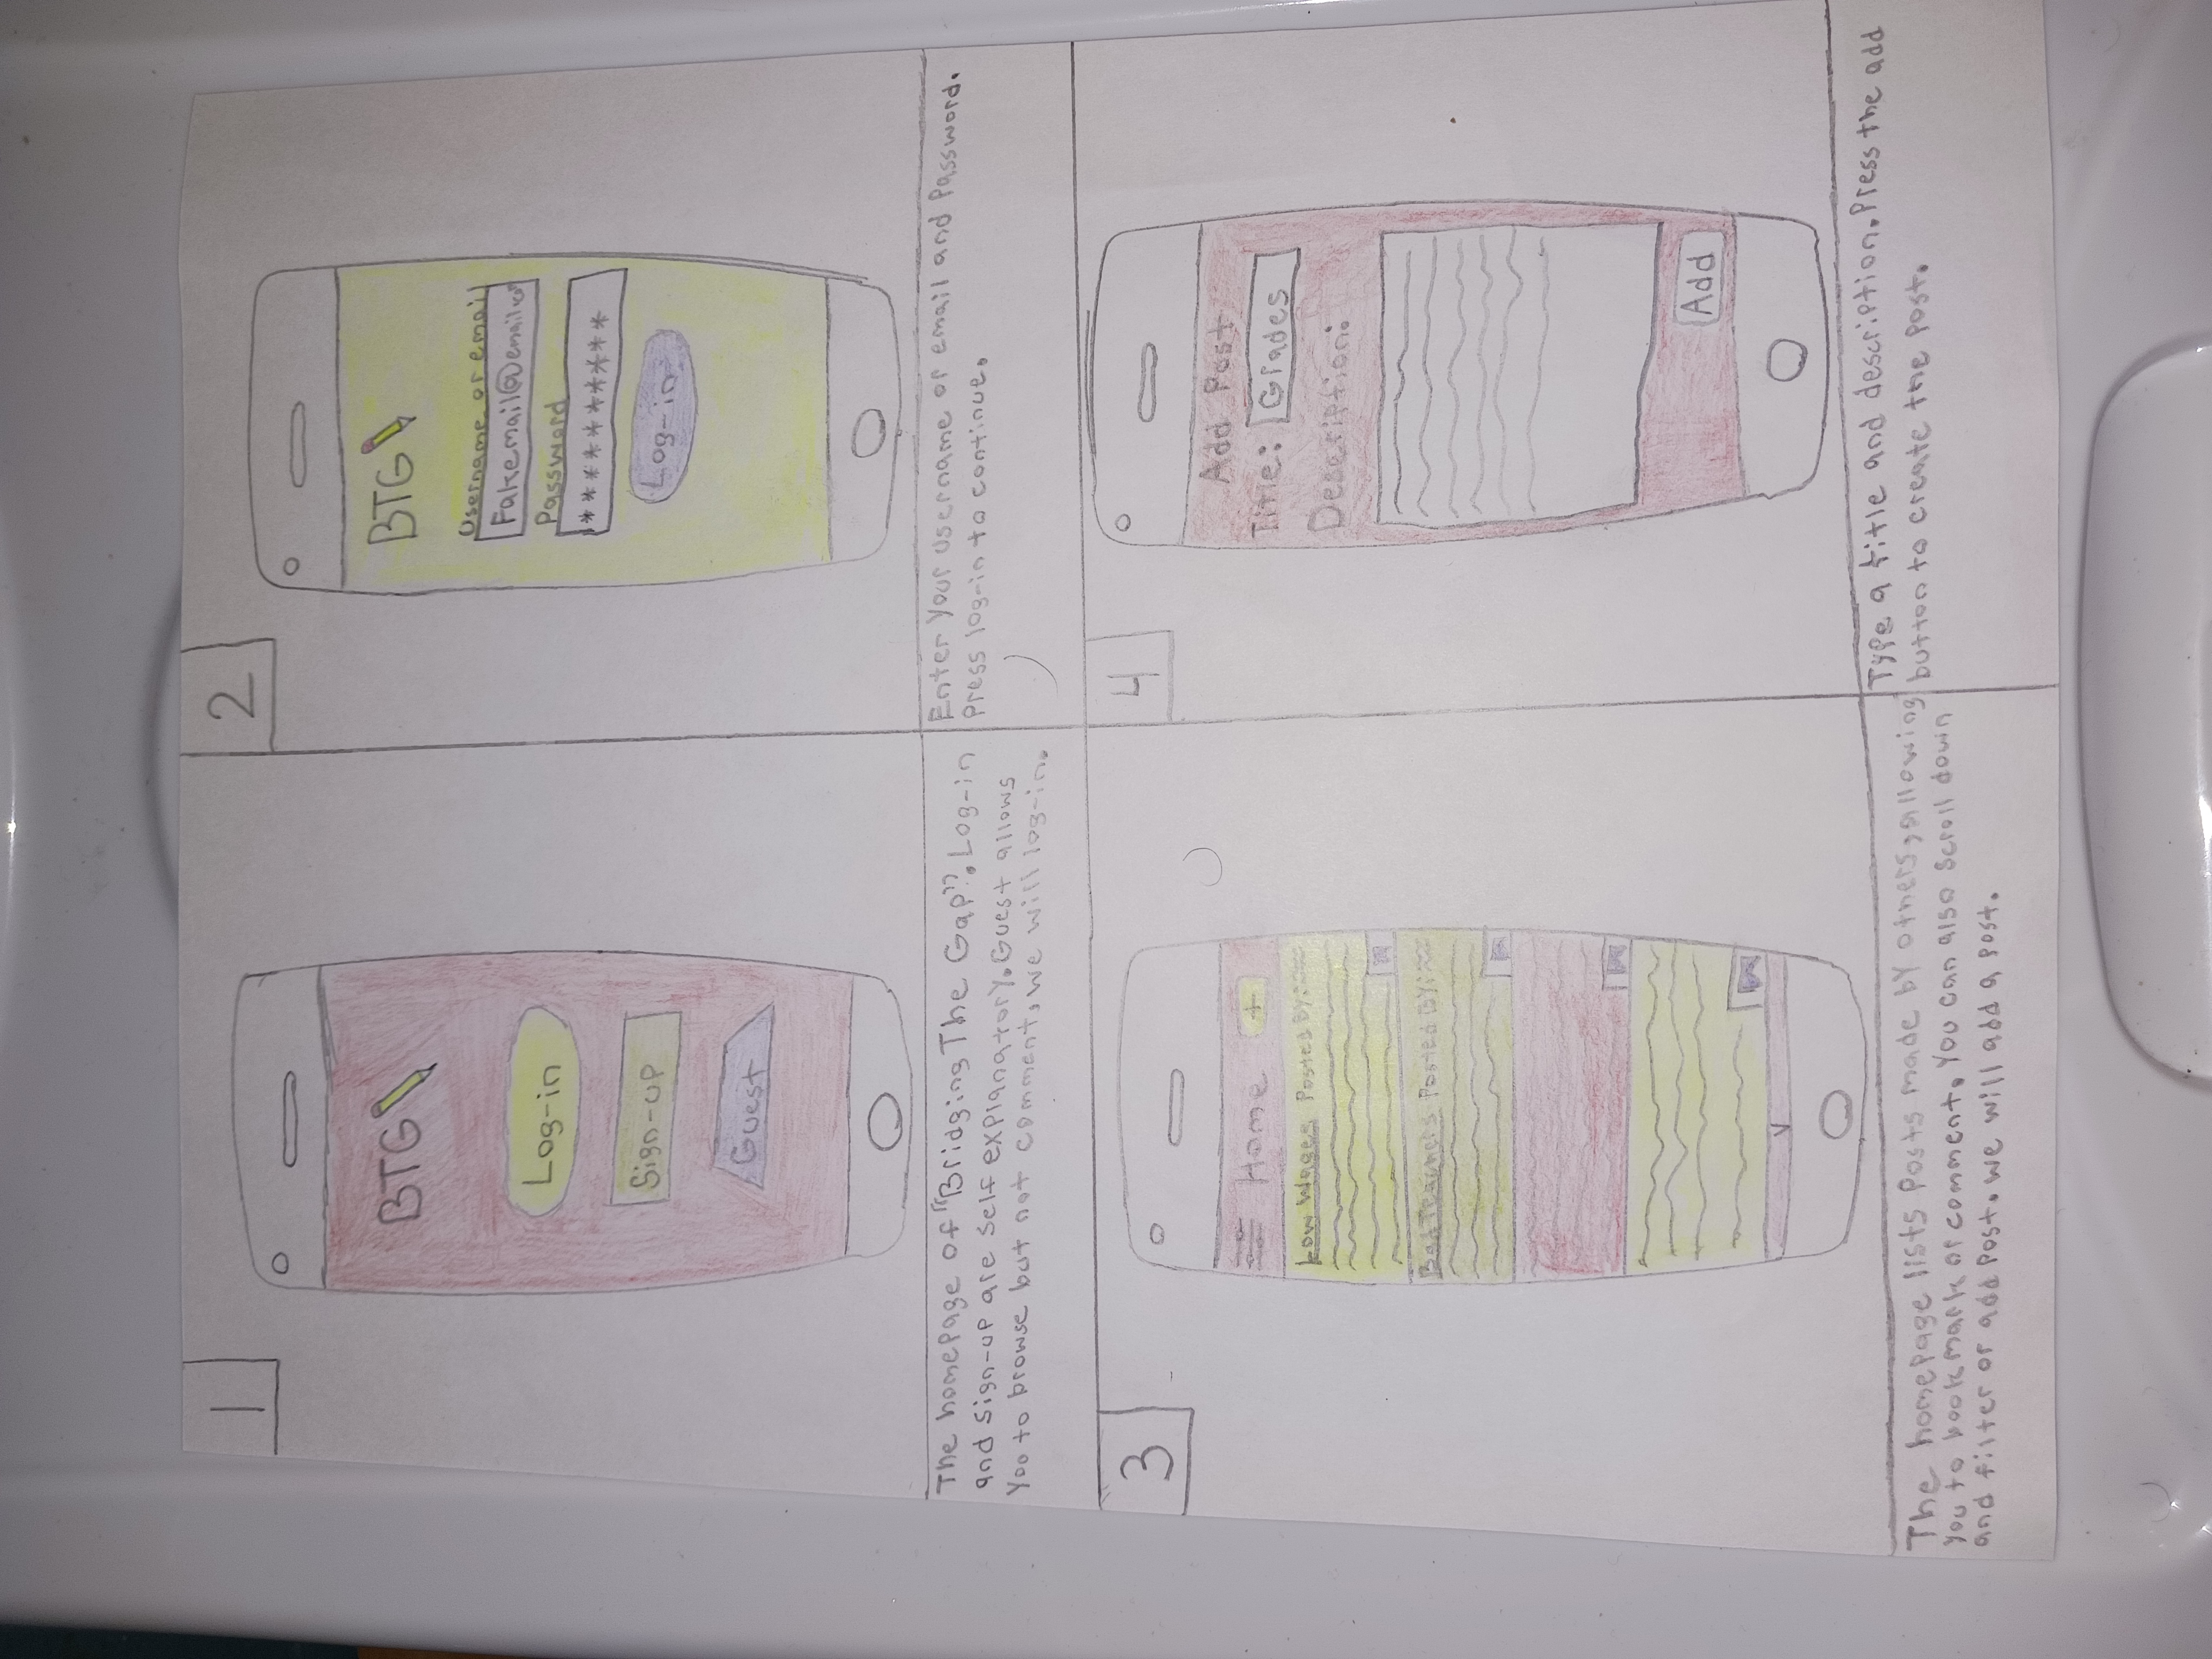 1
BTG
Log-in
Sign-up
Guest
The homepage of "Bridging The Gap". Log-in
and Sign-up are self explanatory. Guest allows
you to browse but not comment, we will log-in.
2
BTG
Username or email
Fakemail@email.com
Password
**********
Log-in
Enter your username or email and Password.
Press log-in to continue.
3
Home +
Low Wages Posted By:
Bad Teachers Posted By:
The homepage lists Posts made by others, allowing
you to bookmark or comment. You can also scroll down
and filter or add Post. we will add a post.
4
Add Post
Title: Grades
Description:
Add
Type a title and description. Press the add
button to create the post.